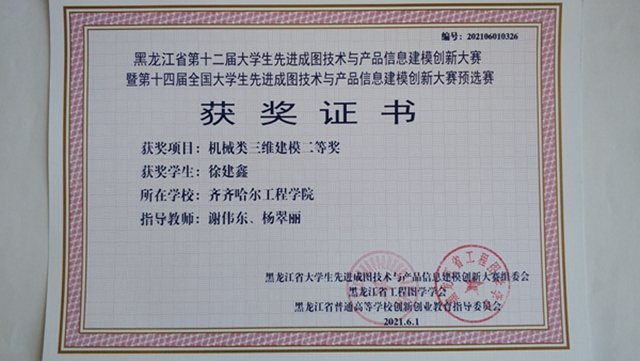 编号：202106010326
黑龙江省第十二届大学生先进成图技术与产品信息建模创新大赛
暨第十四届全国大学生先进成图技术与产品信息建模创新大赛预选赛
获奖证书
获奖项目：机械类三维建模二等奖
获奖学生：徐建鑫
所在学校：齐齐哈尔工程学院
指导教师：谢伟东、杨翠丽
黑龙江省大学生先进成图技术与产品信息建模创新大赛组委会
黑龙江省工程图学学会
黑龙江省普通高等学校创新创业教育指导委员会
2021.6.1